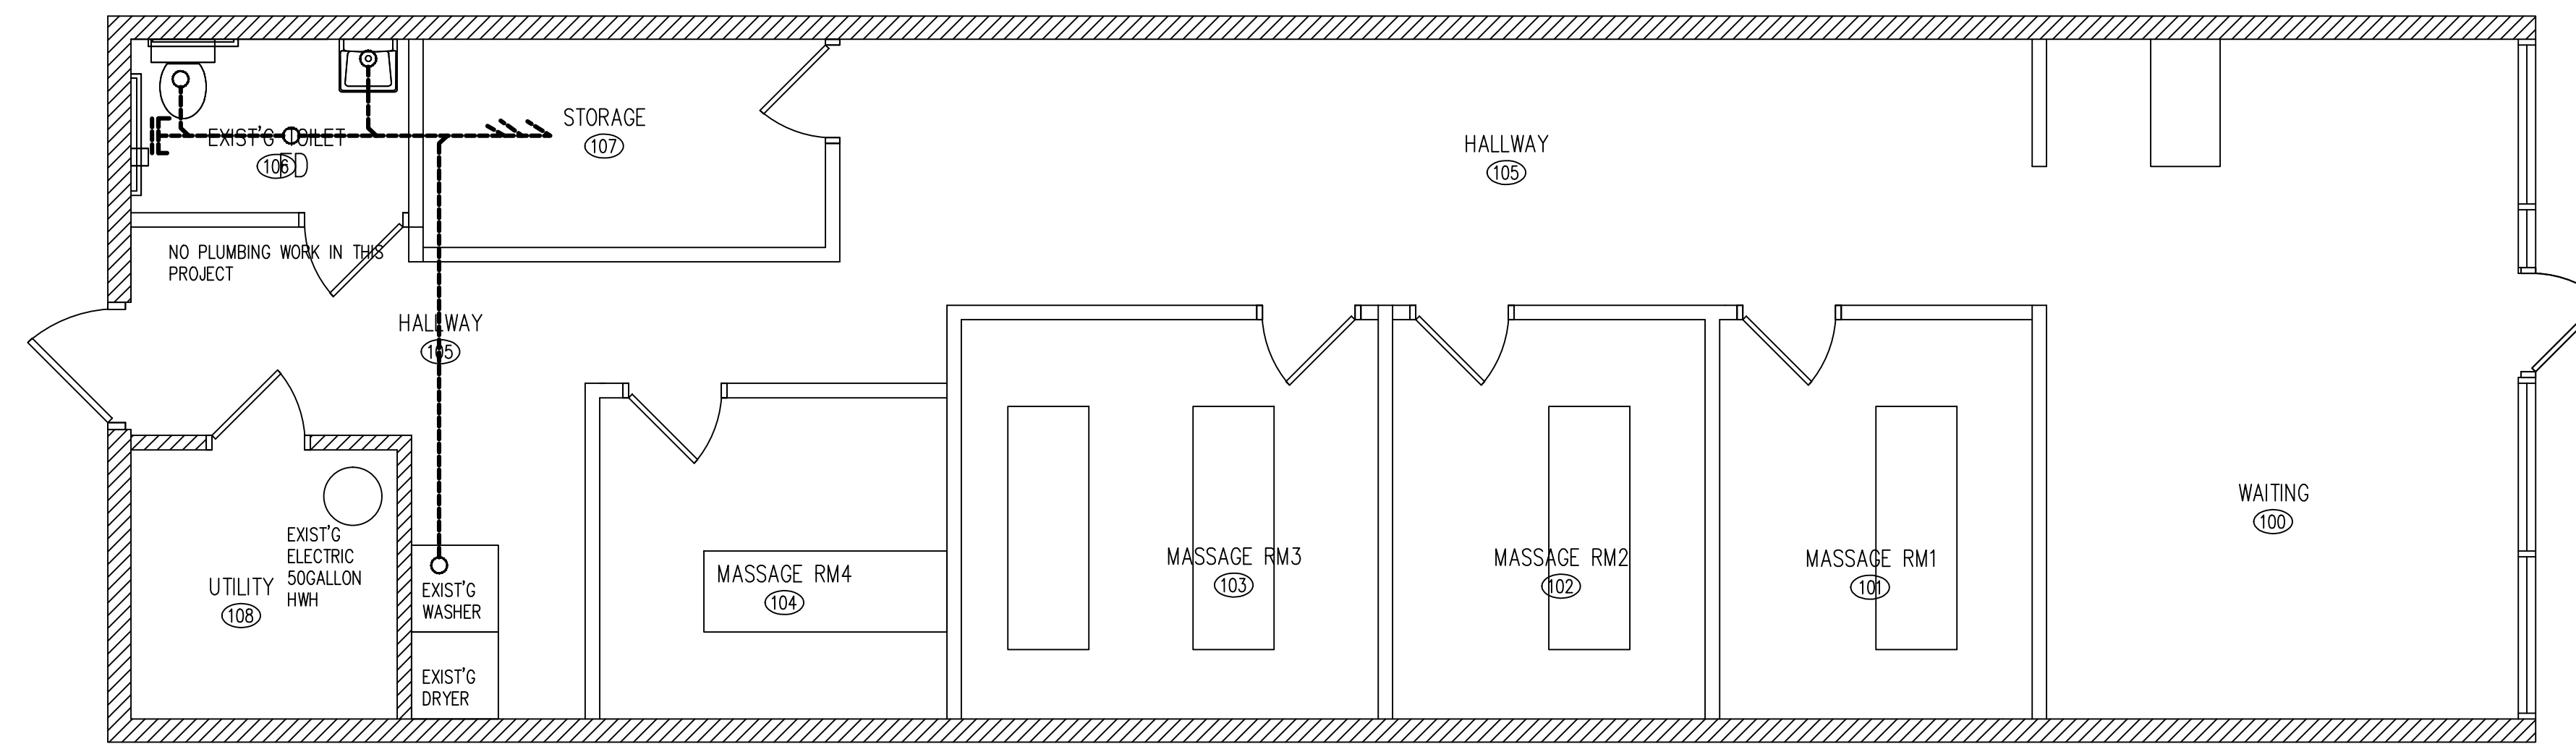 EXIST'G TOILET
106
FD
STORAGE
107
HALLWAY
105
NO PLUMBING WORK IN THIS
PROJECT
HALLWAY
105
WAITING
100
EXIST'G
ELECTRIC
50GALLON
HWH
UTILITY
108
EXIST'G
WASHER
EXIST'G
DRYER
MASSAGE RM4
104
MASSAGE RM3
103
MASSAGE RM2
102
MASSAGE RM1
101